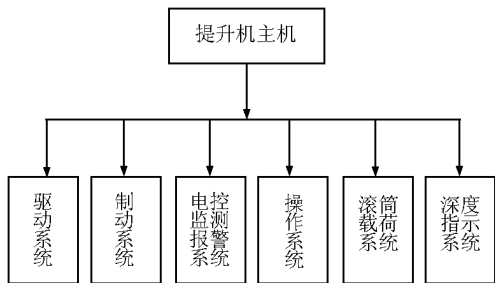 提升机主机
驱动系统
制动系统
电控监测报警系统
操作系统
滚筒载荷系统
深度指示系统